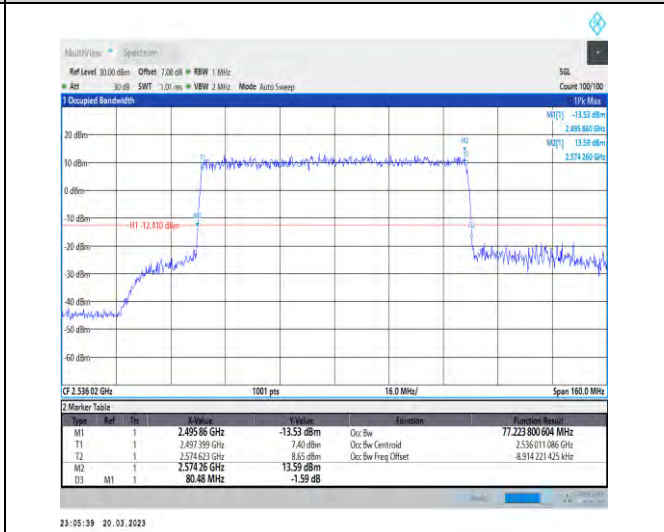 MultiView Spectrum
Ref Level 30.00 dBm Offset 7.08 dB RBW 1 MHz SGL
Att 30 dB SWT 1.01 ms VBW 2 MHz Mode Auto Sweep Count 100/100
1 Occupied Bandwidth 1Pk Max
M1[1] -13.53 dBm
2.495 860 GHz
M2[1] 13.59 dBm
2.574 260 GHz
20 dBm
M2
T1
10 dBm
0 dBm
-10 dBm
M1
H1 -12.410 dBm
-20 dBm
-30 dBm
-40 dBm
-50 dBm
-60 dBm
CF 2.536 02 GHz 1001 pts 16.0 MHz/ Span 160.0 MHz
2 Marker Table
Type Ref Trc X-Value Y-Value Function Function Result
M1 1 2.495 86 GHz -13.53 dBm Occ Bw 77.223 800 604 MHz
T1 1 2.497 399 GHz 7.40 dBm Occ Bw Centroid 2.536 011 086 GHz
T2 1 2.574 623 GHz 8.65 dBm Occ Bw Freq Offset -8.914 221 425 kHz
M2 1 2.574 26 GHz 13.59 dBm
D3 M1 1 80.48 MHz -1.59 dB
23:05:39 20.03.2023